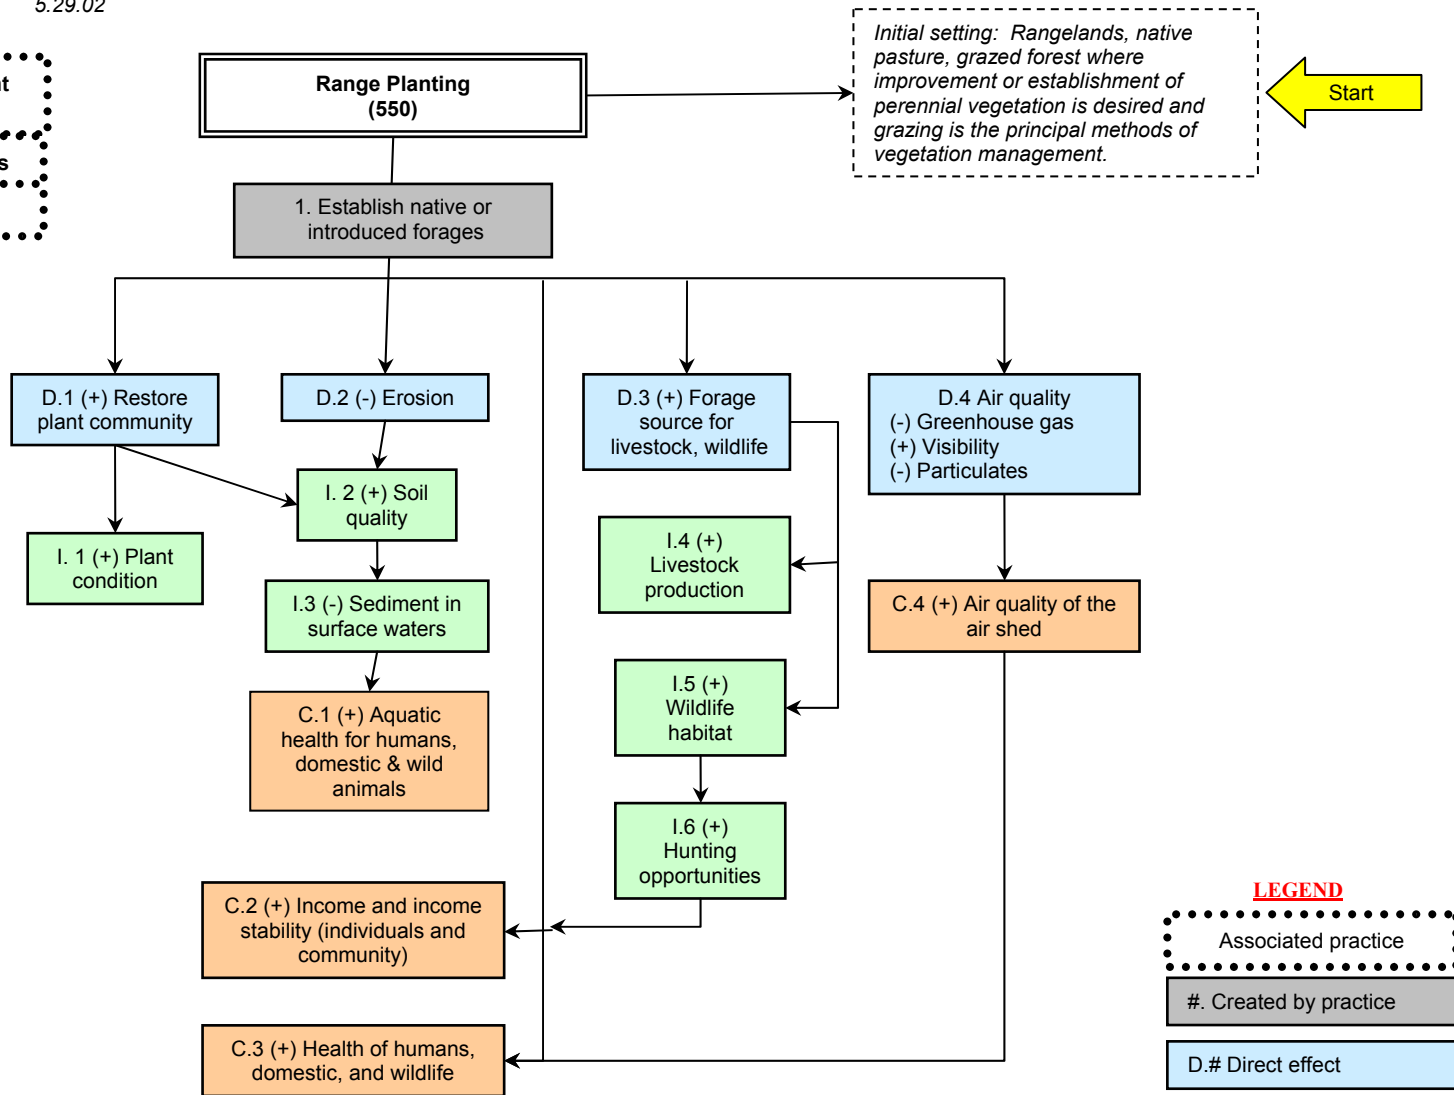 5.29.02
Initial setting:  Rangelands, native
pasture, grazed forest where
improvement or establishment of
perennial vegetation is desired and
grazing is the principal methods of
vegetation management.
Start
Range Planting
(550)
1. Establish native or
introduced forages
D.1 (+) Restore
plant community
D.2 (-) Erosion
D.3 (+) Forage
source for
livestock, wildlife
D.4 Air quality
(-) Greenhouse gas
(+) Visibility
(-) Particulates
I. 2 (+) Soil
quality
I. 1 (+) Plant
condition
I.4 (+)
Livestock
production
I.3 (-) Sediment in
surface waters
C.4 (+) Air quality of the
air shed
I.5 (+)
Wildlife
habitat
C.1 (+) Aquatic
health for humans,
domestic & wild
animals
I.6 (+)
Hunting
opportunities
C.2 (+) Income and income
stability (individuals and
community)
C.3 (+) Health of humans,
domestic, and wildlife
LEGEND
Associated practice
#. Created by practice
D.# Direct effect